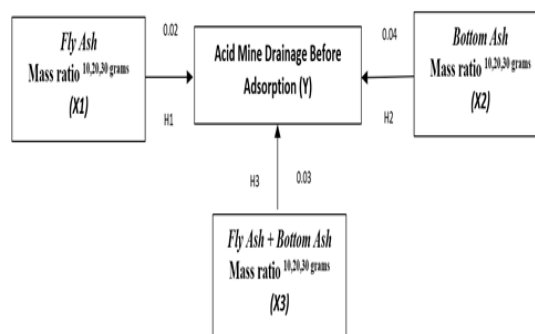 Fly Ash
Mass ratio 10,20,30 grams
(X1)
0.02
H1
Acid Mine Drainage Before
Adsorption (Y)
0.04
H2
Bottom Ash
Mass ratio 10,20,30 grams
(X2)
H3
0.03
Fly Ash + Bottom Ash
Mass ratio 10,20,30 grams
(X3)